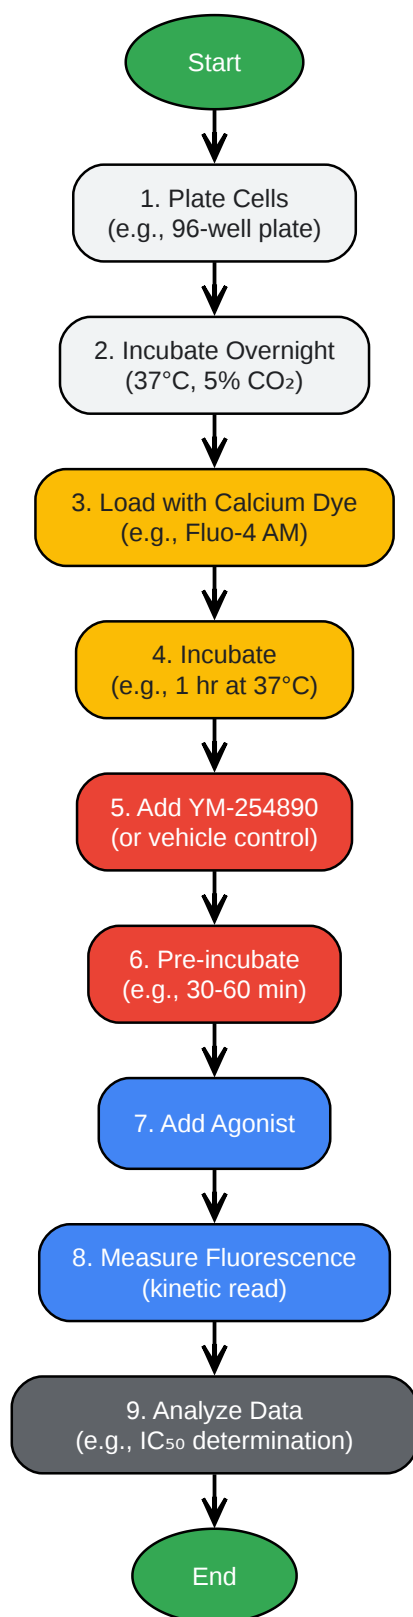 Start
1. Plate Cells
(e.g., 96-well plate)
2. Incubate Overnight
(37°C, 5% CO₂)
3. Load with Calcium Dye
(e.g., Fluo-4 AM)
4. Incubate
(e.g., 1 hr at 37°C)
5. Add YM-254890
(or vehicle control)
6. Pre-incubate
(e.g., 30-60 min)
7. Add Agonist
8. Measure Fluorescence
(kinetic read)
9. Analyze Data
(e.g., IC₅₀ determination)
End